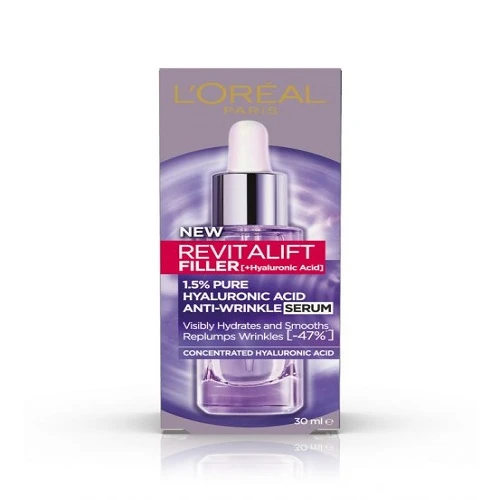 L'ORÉAL
PARIS
NEW
REVITALIFT
FILLER [+Hyaluronic Acid]
1.5% PURE
HYALURONIC ACID
ANTI-WRINKLE SERUM
Visibly Hydrates and Smooths
Replumps Wrinkles [-47%]
CONCENTRATED HYALURONIC ACID
30 ml e